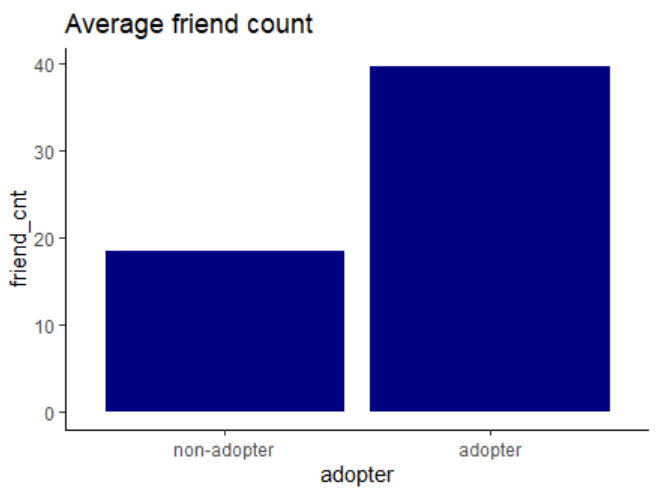 Average friend count
friend_cnt
40
30
20
10
0
non-adopter adopter
adopter